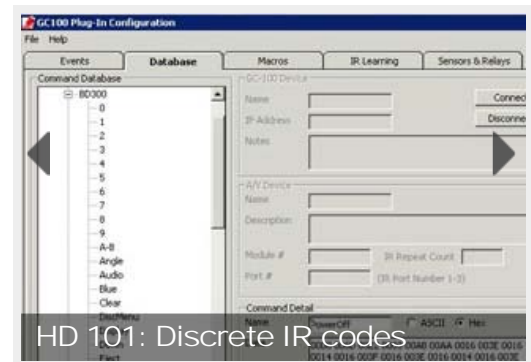 GC100 Plug-In Configuration
File Help
Events Database Macros IR Learning Sensors & Relays
Command Database
BD300
0
1
2
3
4
5
6
7
8
9
A-B
Angle
Audio
Blue
Clear
DiscMenu
Eject
GC-100 Device
Name
IP-Address
Notes
Connec
Disconne
A/V Device
Name
Description
Module # IR Repeat Count
Port # (IR Port Number 1-3)
Command Detail
Name PowerOff ASCII Hex
HD 101: Discrete IR codes